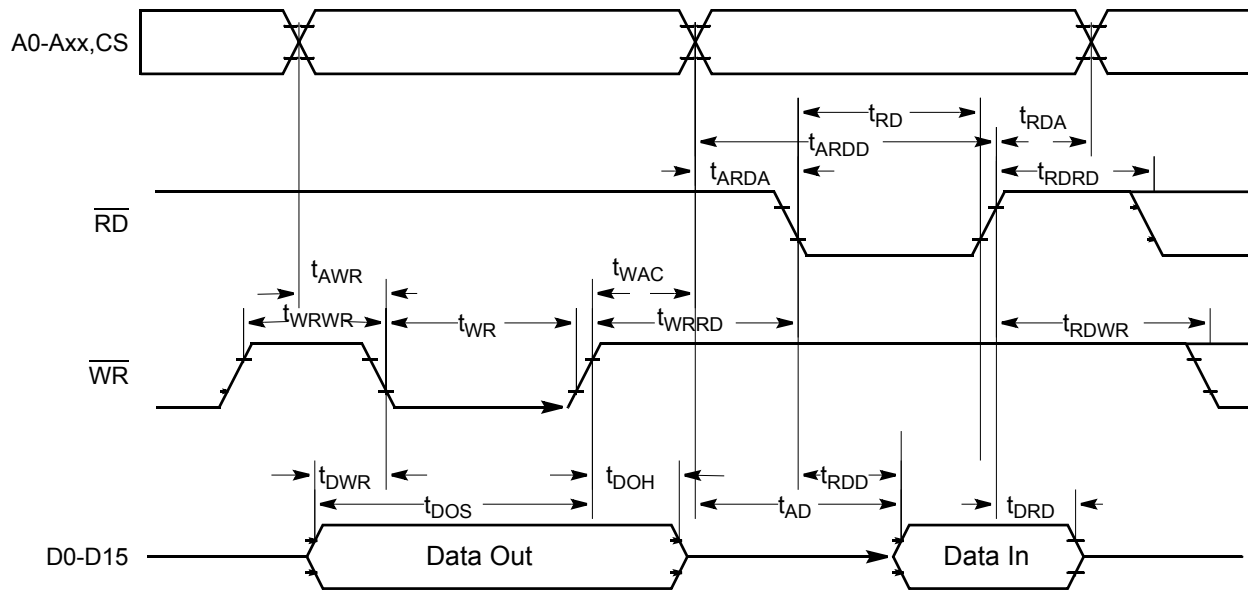 A0-Axx,CS
tRD
tRDA
tARDD
tARDA
tRDRD
RD
tAWR
tWAC
tWRWR
tWR
tWRRD
tRDWR
WR
tDWR
tDOH
tRDD
tDOS
tAD
tDRD
D0-D15
Data Out
Data In